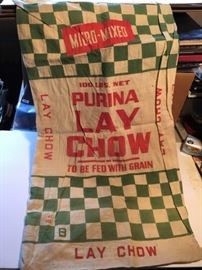 MICRO-MIXED
100 LBS. NET
PURINA
LAY
CHOW
TO BE FED WITH GRAIN
LAY CHOW
LAY CHOW
B
LAY CHOW